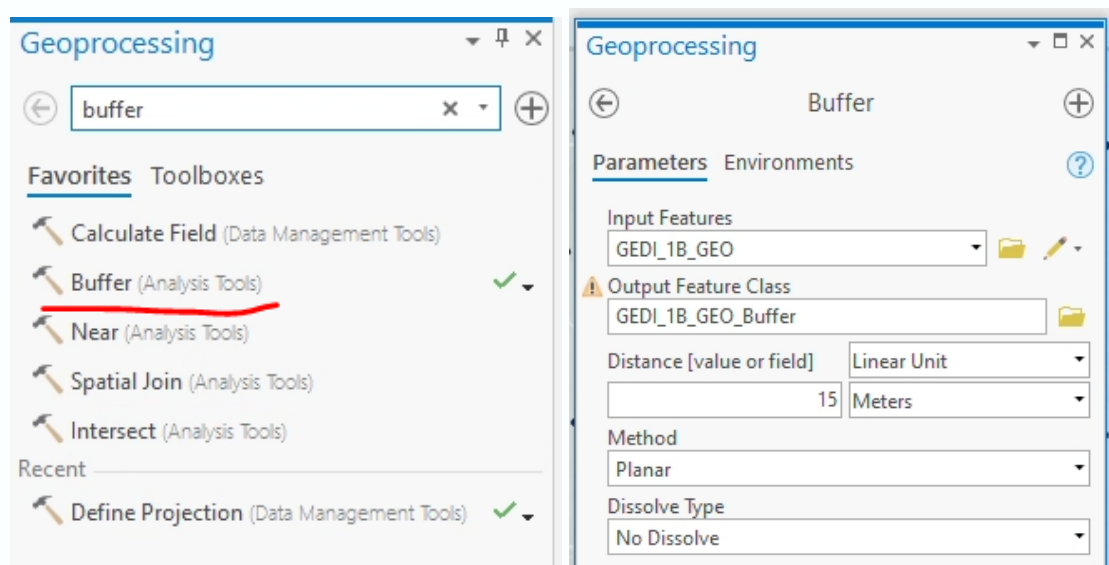 Geoprocessing
buffer
Favorites Toolboxes
Calculate Field (Data Management Tools)
Buffer (Analysis Tools)
Near (Analysis Tools)
Spatial Join (Analysis Tools)
Intersect (Analysis Tools)
Recent
Define Projection (Data Management Tools)
Geoprocessing
Buffer
Parameters Environments
Input Features
GEDI_1B_GEO
Output Feature Class
GEDI_1B_GEO_Buffer
Distance [value or field] Linear Unit
15 Meters
Method
Planar
Dissolve Type
No Dissolve